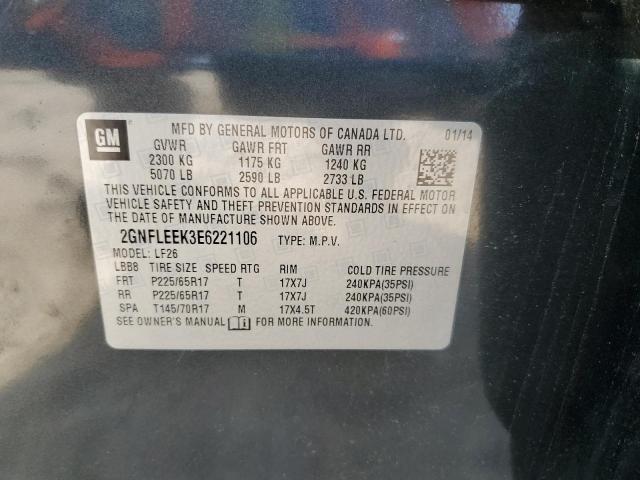 GM
MFD BY GENERAL MOTORS OF CANADA LTD. 01/14
GVWR GAWR FRT GAWR RR
2300 KG 1175 KG 1240 KG
5070 LB 2590 LB 2733 LB
THIS VEHICLE CONFORMS TO ALL APPLICABLE U.S. FEDERAL MOTOR
VEHICLE SAFETY AND THEFT PREVENTION STANDARDS IN EFFECT ON
THE DATE OF MANUFACTURE SHOWN ABOVE.
2GNFLEEK3E6221106 TYPE: M.P.V.
MODEL: LF26
LBB8 TIRE SIZE SPEED RTG RIM COLD TIRE PRESSURE
FRT P225/65R17 T 17X7J 240KPA(35PSI)
RR P225/65R17 T 17X7J 240KPA(35PSI)
SPA T145/70R17 M 17X4.5T 420KPA(60PSI)
SEE OWNER'S MANUAL FOR MORE INFORMATION.